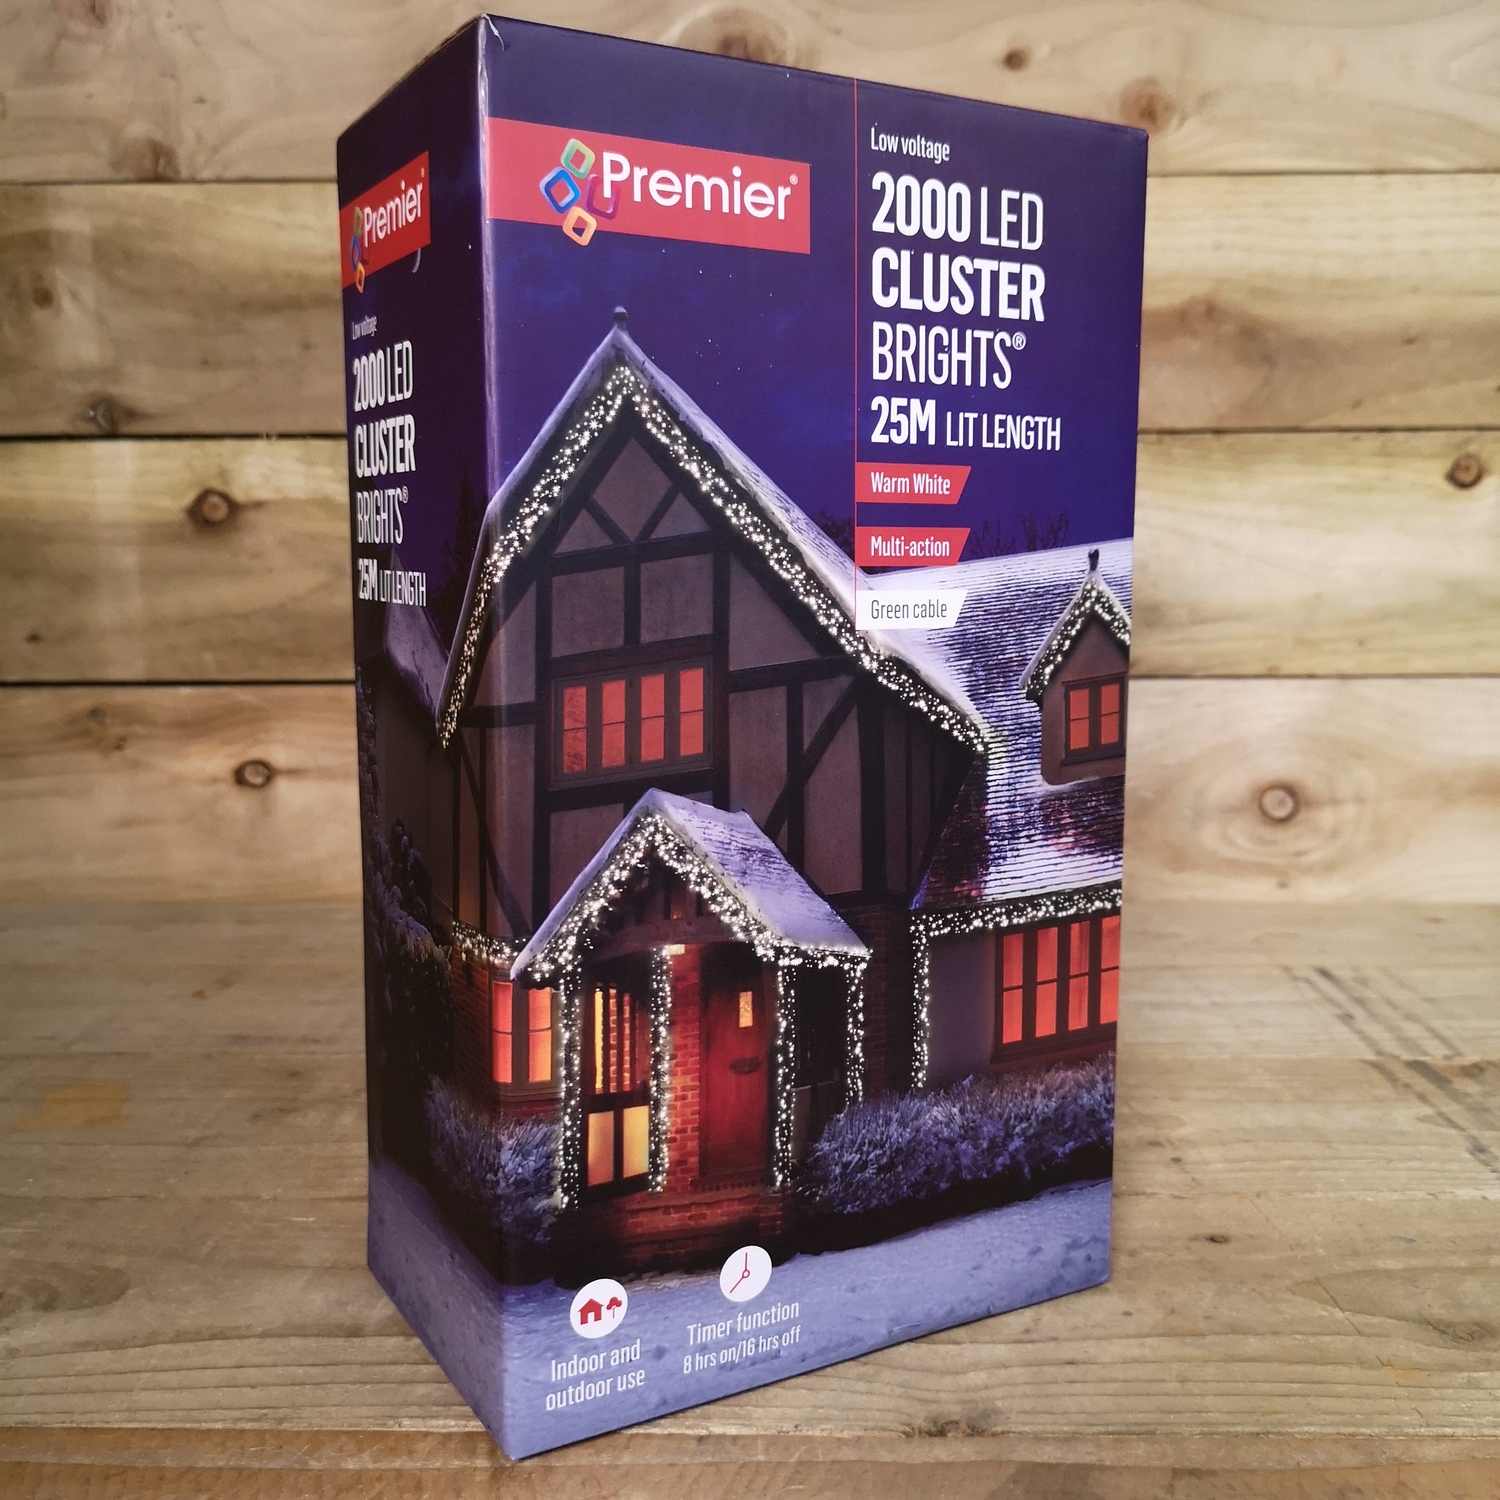 Premier®
Low voltage
2000 LED
CLUSTER
BRIGHTS®
25M LIT LENGTH
Premier®
Low voltage
2000 LED
CLUSTER
BRIGHTS®
25M LIT LENGTH
Warm White
Multi-action
Green cable
Indoor and
outdoor use
Timer function
8 hrs on/16 hrs off